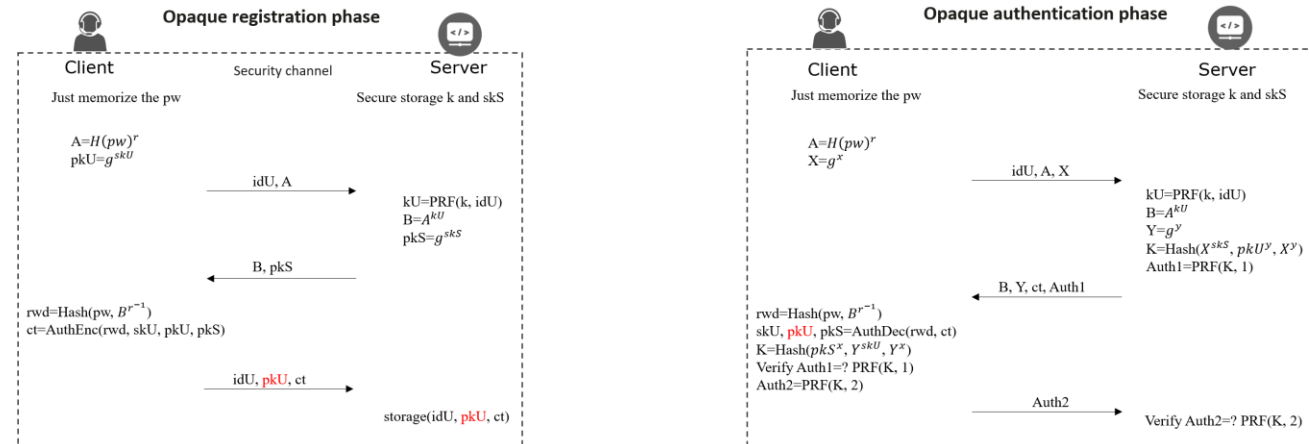 Opaque registration phase
</>
Client
Security channel
Server
Just memorize the pw
Secure storage k and skS
A=H(pw)^r
pkU=g^{skU}
idU, A
kU=PRF(k, idU)
B=A^{kU}
pkS=g^{skS}
B, pkS
rwd=Hash(pw, B^{r^{-1}})
ct=AuthEnc(rwd, skU, pkU, pkS)
idU, pkU, ct
storage(idU, pkU, ct)
Opaque authentication phase
</>
Client
Server
Just memorize the pw
Secure storage k and skS
A=H(pw)^r
X=g^x
idU, A, X
kU=PRF(k, idU)
B=A^{kU}
Y=g^y
K=Hash(X^{skS}, pkU^y, X^y)
Auth1=PRF(K, 1)
B, Y, ct, Auth1
rwd=Hash(pw, B^{r^{-1}})
skU, pkU, pkS=AuthDec(rwd, ct)
K=Hash(pkS^x, Y^{skU}, Y^x)
Verify Auth1=? PRF(K, 1)
Auth2=PRF(K, 2)
Auth2
Verify Auth2=? PRF(K, 2)